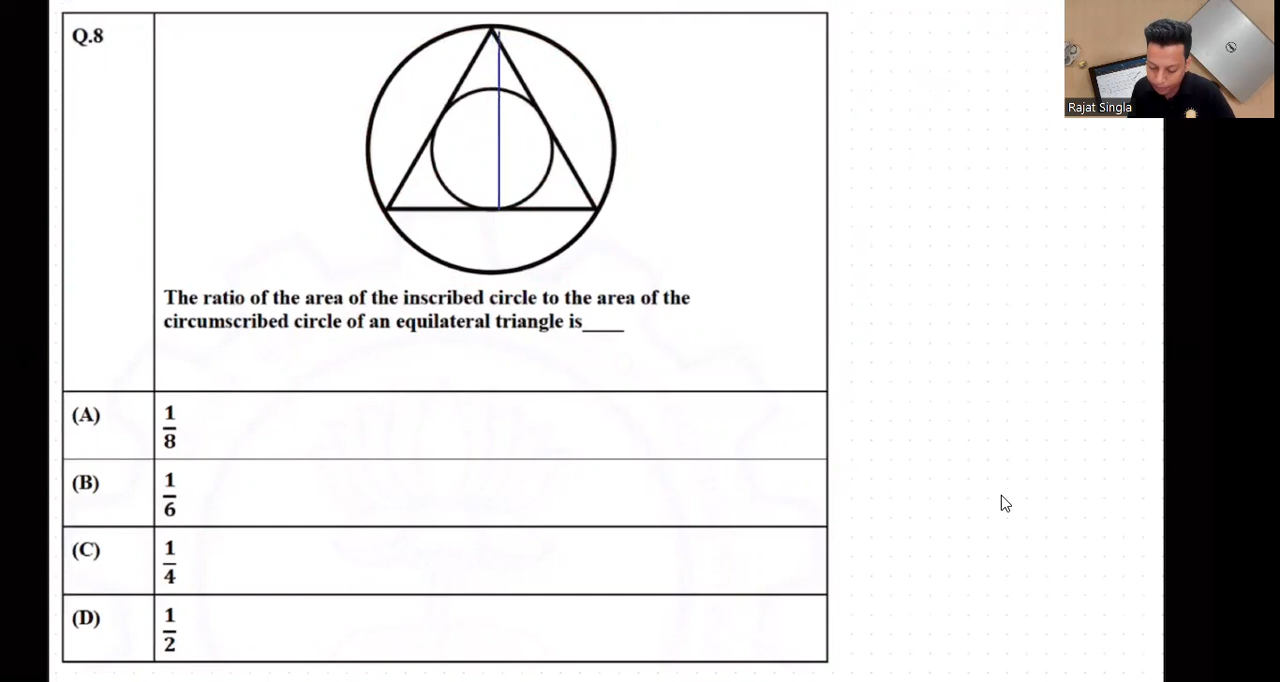 Q.8
The ratio of the area of the inscribed circle to the area of the
circumscribed circle of an equilateral triangle is____
(A)
1
8
(B)
1
6
(C)
1
4
(D)
1
2
Rajat Singla